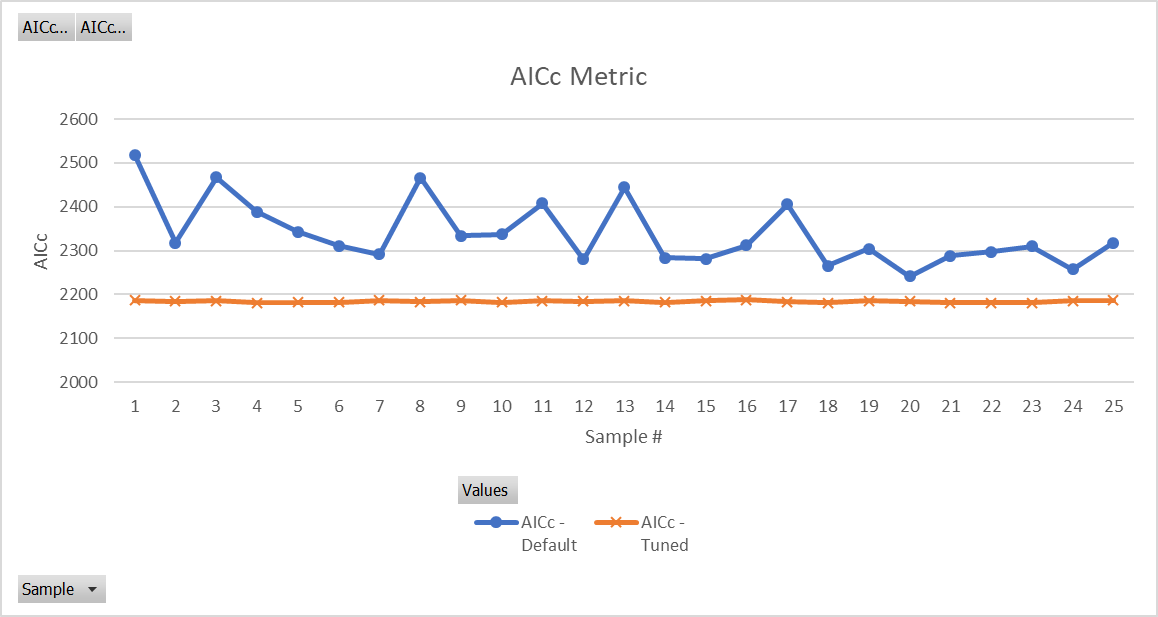 AICc... AICc...
AICc Metric
2600
2500
2400
2300
2200
2100
2000
AICc
1 2 3 4 5 6 7 8 9 10 11 12 13 14 15 16 17 18 19 20 21 22 23 24 25
Sample #
Values
AICc - AICc -
Default Tuned
Sample